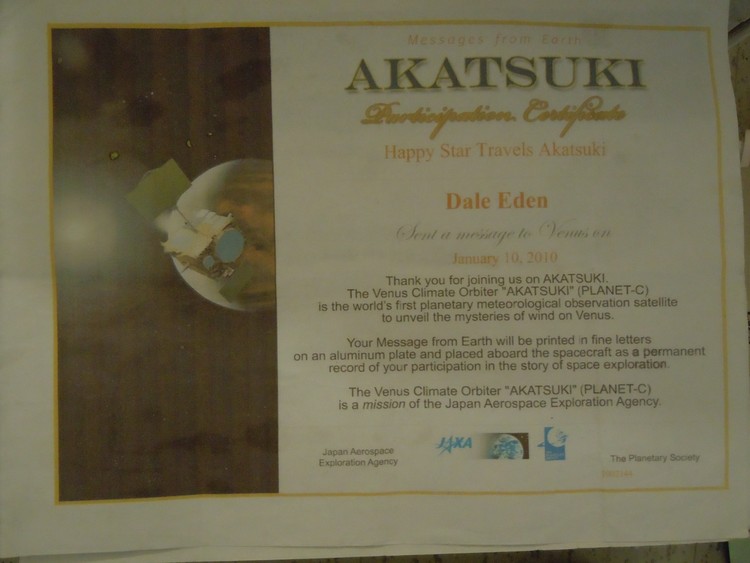 Messages from Earth
AKATSUKI
Participation Certificate
Happy Star Travels Akatsuki
Dale Eden
Sent a message to Venus on
January 10, 2010
Thank you for joining us on AKATSUKI.
The Venus Climate Orbiter "AKATSUKI" (PLANET-C)
is the world's first planetary meteorological observation satellite
to unveil the mysteries of wind on Venus.
Your Message from Earth will be printed in fine letters
on an aluminum plate and placed aboard the spacecraft as a permanent
record of your participation in the story of space exploration.
The Venus Climate Orbiter "AKATSUKI" (PLANET-C)
is a mission of the Japan Aerospace Exploration Agency.
Japan Aerospace
Exploration Agency
JAXA
The Planetary Society